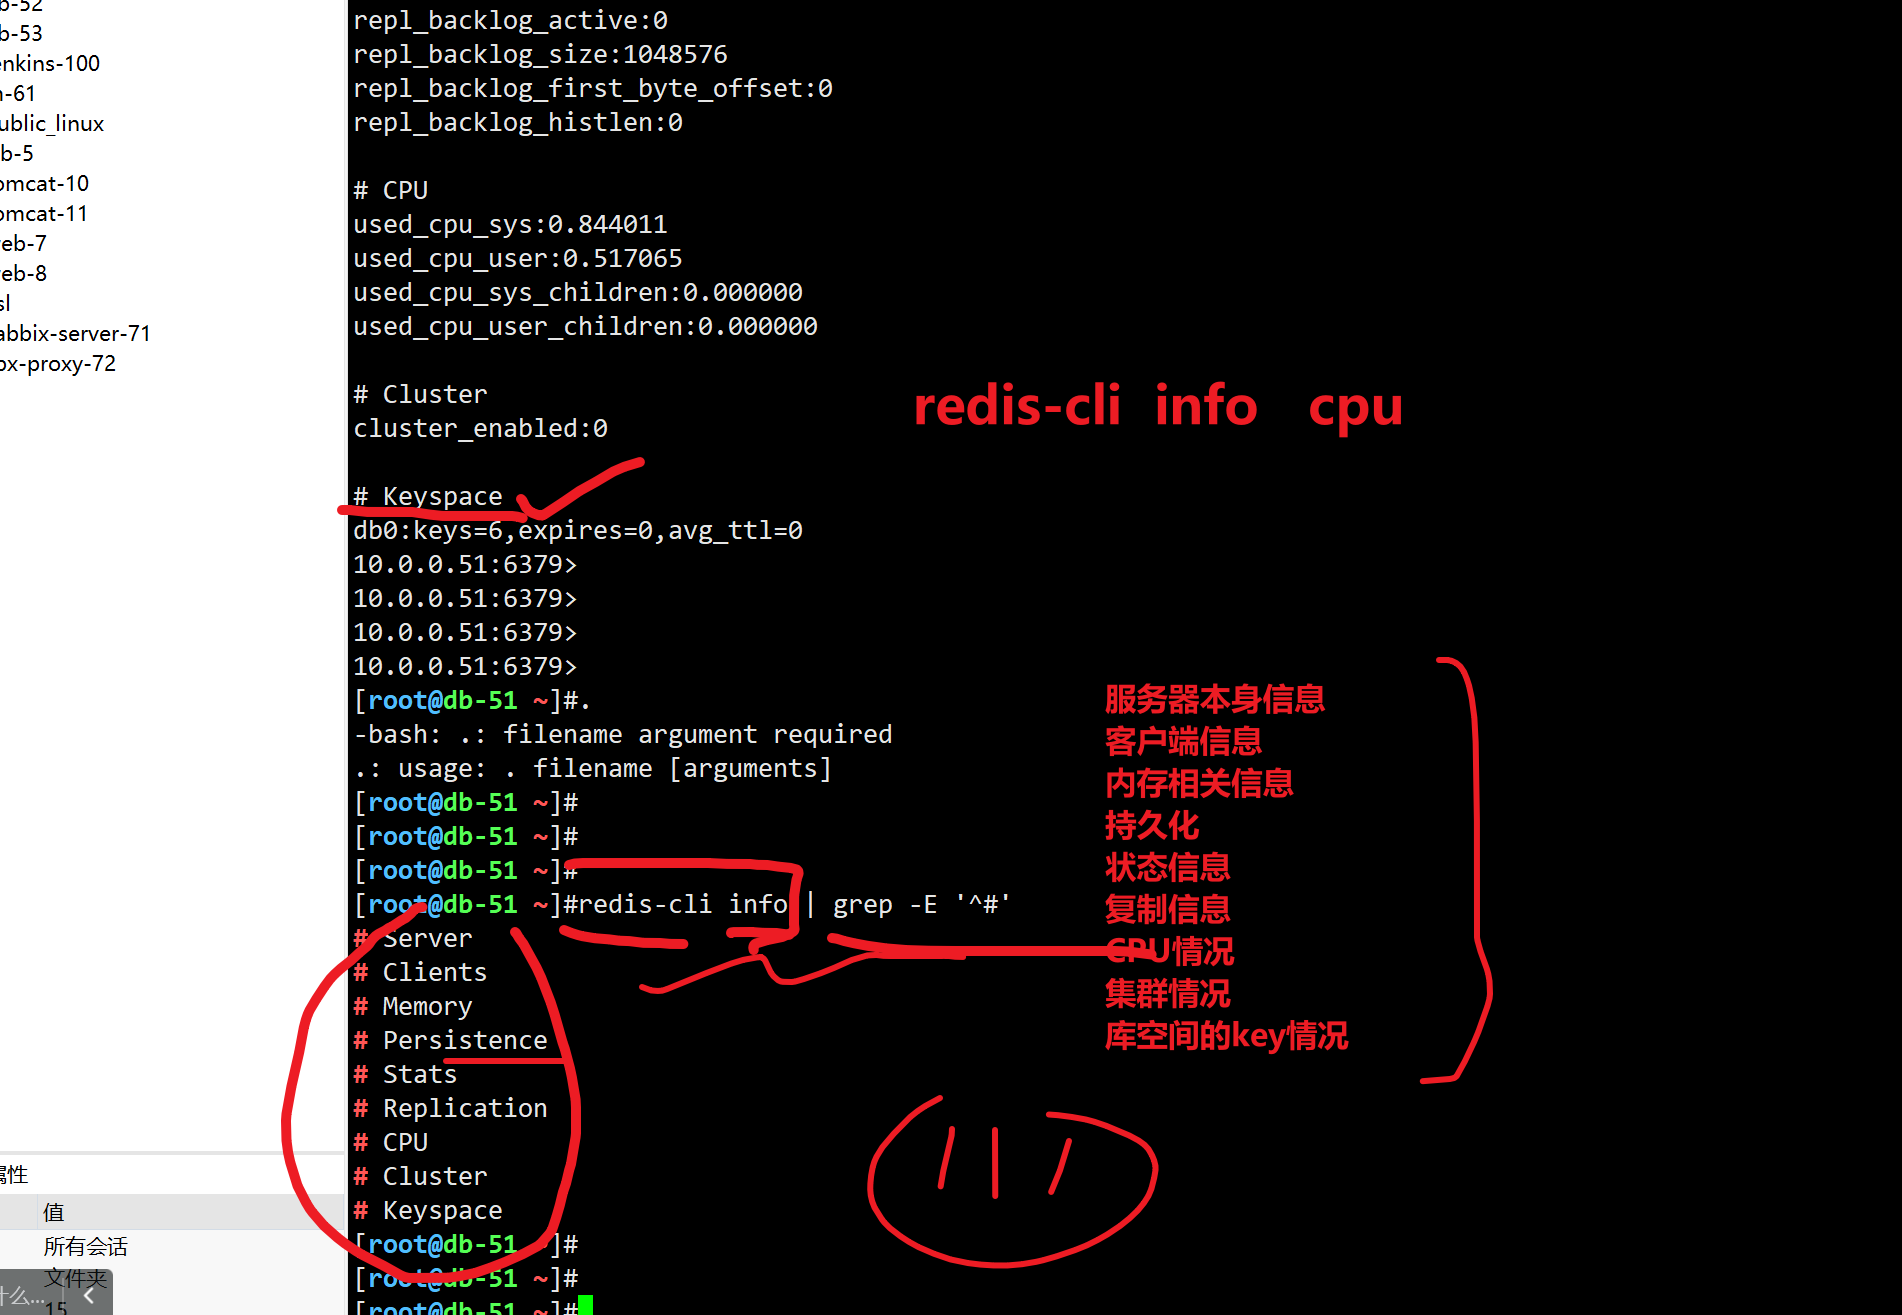 b-52
b-53
enkins-100
n-61
ublic_linux
b-5
omcat-10
omcat-11
eb-7
eb-8
sl
abbix-server-71
bx-proxy-72
属性
值
所有会话
文件夹
什么...
15
repl_backlog_active:0
repl_backlog_size:1048576
repl_backlog_first_byte_offset:0
repl_backlog_histlen:0
# CPU
used_cpu_sys:0.844011
used_cpu_user:0.517065
used_cpu_sys_children:0.000000
used_cpu_user_children:0.000000
# Cluster
cluster_enabled:0
# Keyspace
db0:keys=6,expires=0,avg_ttl=0
10.0.0.51:6379>
10.0.0.51:6379>
10.0.0.51:6379>
10.0.0.51:6379>
[root@db-51 ~]#.
-bash: .: filename argument required
.: usage: . filename [arguments]
[root@db-51 ~]#
[root@db-51 ~]#
[root@db-51 ~]#
[root@db-51 ~]#redis-cli info | grep -E '^#'
# Server
# Clients
# Memory
# Persistence
# Stats
# Replication
# CPU
# Cluster
# Keyspace
[root@db-51 ~]#
[root@db-51 ~]#
[root@db-51 ~]#
redis-cli info cpu
服务器本身信息
客户端信息
内存相关信息
持久化
状态信息
复制信息
CPU情况
集群情况
库空间的key情况